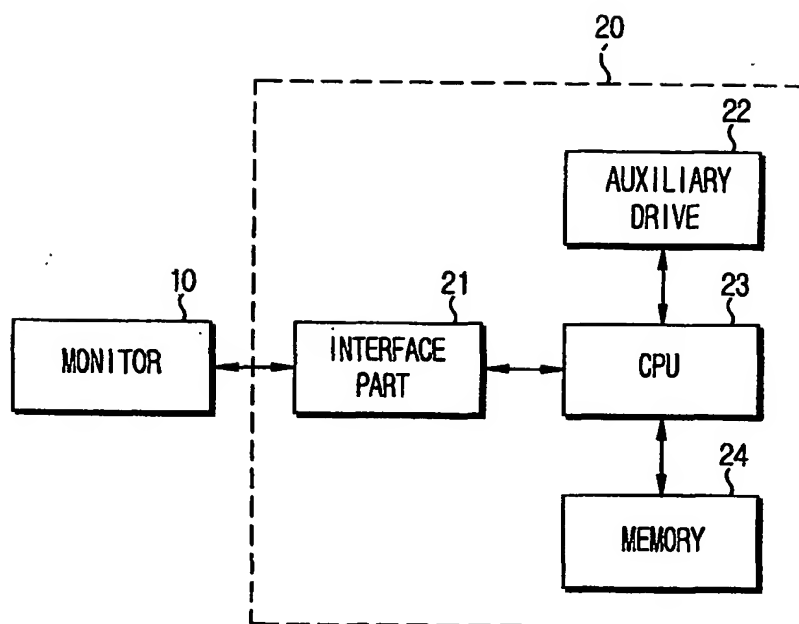 20
22
AUXILIARY
DRIVE
10
21
23
MONITOR
INTERFACE
PART
CPU
24
MEMORY